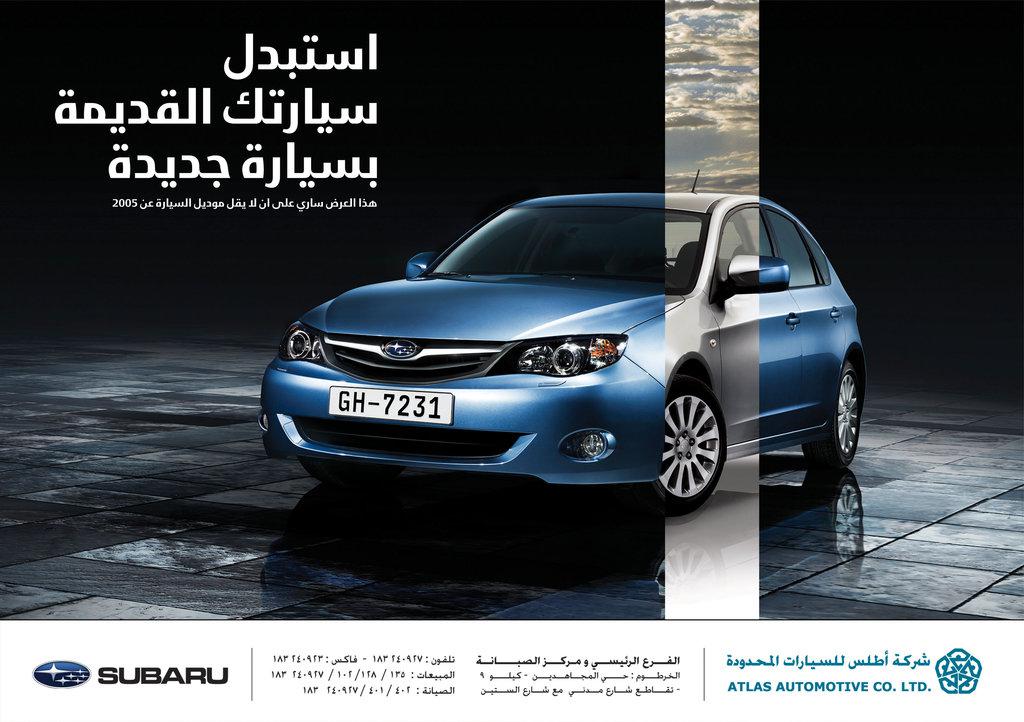 استبدل
سيارتك القديمة
بسيارة جديدة
هذا العرض ساري على ان لا يقل موديل السيارة عن 2005
GH-7231
SUBARU
تلفون : ٢٤٠٩٢٧ ١٨٣ - فاكس : ٢٤٠٩٢٣ ١٨٣
المبيعات : ١٣٥ / ١٢٨ / ١٠٢ / ٢٤٠٩٢٧ ١٨٣
الصيانة : ٤٠٢ / ٤٠١ / ٢٤٠٩٢٧ ١٨٣
الفرع الرئيسي و مركز الصيانة
الخرطوم : حي المجاهدين - كيلو ٩
- تقاطع شارع مدني مع شارع الستين
شركة أطلس للسيارات المحدودة
ATLAS AUTOMOTIVE CO. LTD.